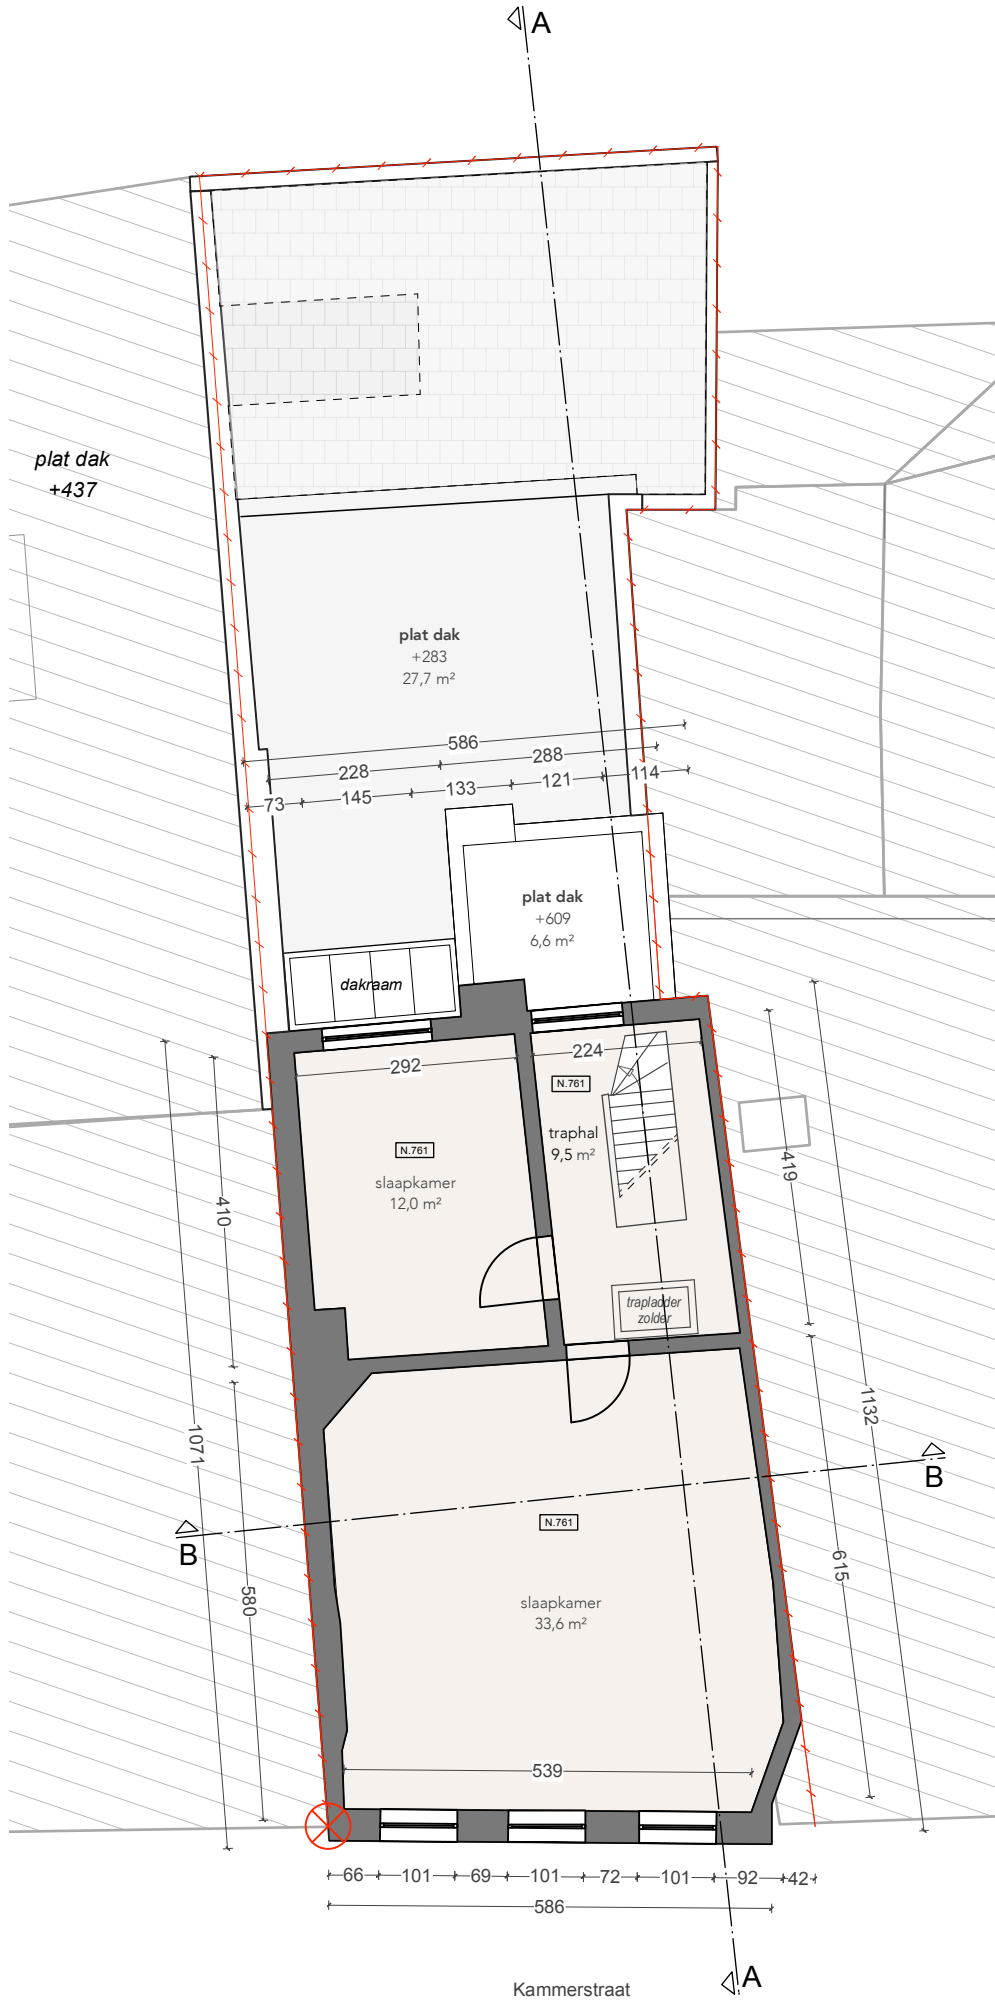 A
plat dak
+437
plat dak
+283
27,7 m²
586
228
288
73
145
133
121
114
plat dak
+609
6,6 m²
dakraam
292
224
N.761
traphal
9,5 m²
N.761
slaapkamer
12,0 m²
419
410
trapladder
zolder
1071
1132
B
B
N.761
615
580
slaapkamer
33,6 m²
539
66
101
69
101
72
101
92
42
586
A
Kammerstraat